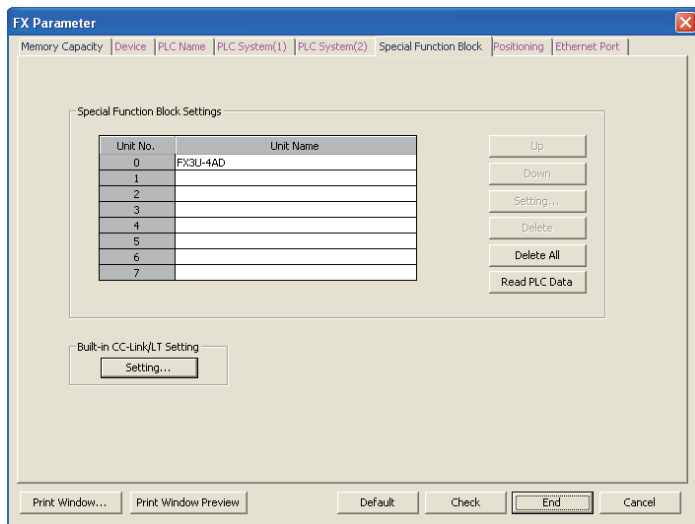 FX Parameter
Memory Capacity Device PLC Name PLC System(1) PLC System(2) Special Function Block Positioning Ethernet Port
Special Function Block Settings
Unit No. Unit Name
0 FX3U-4AD
1
2
3
4
5
6
7
Up
Down
Setting...
Delete
Delete All
Read PLC Data
Built-in CC-Link/LT Setting
Setting...
Print Window... Print Window Preview Default Check End Cancel